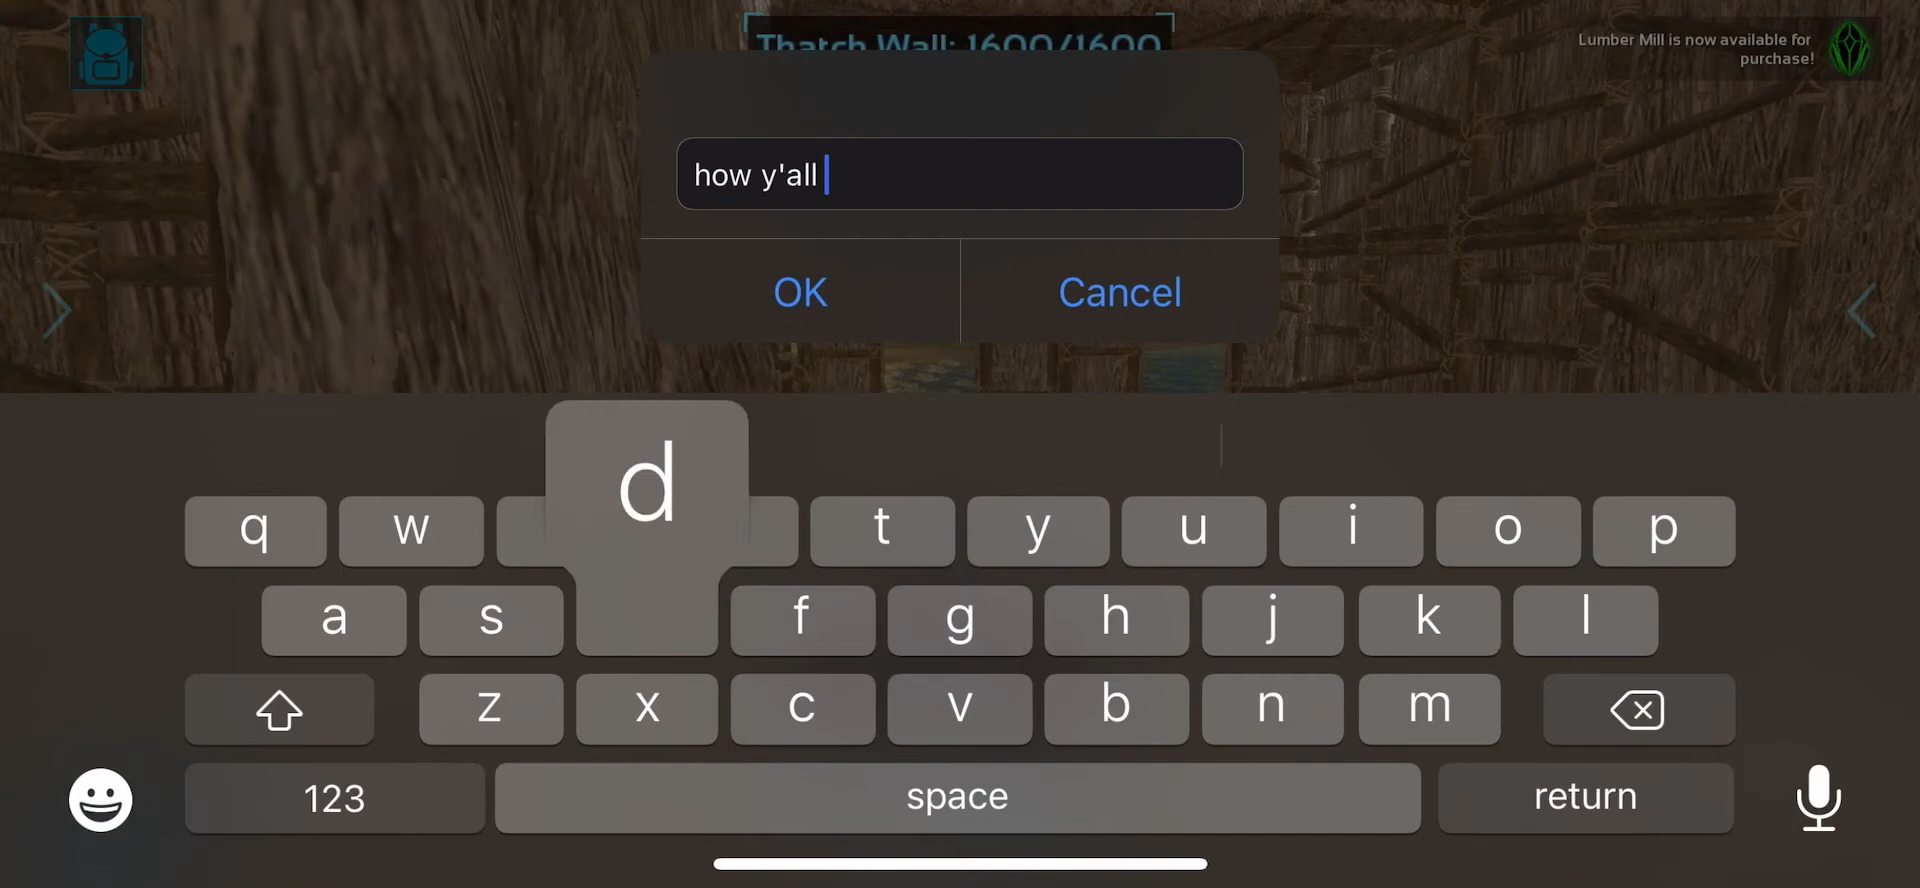 Thatch Wall: 1600/1600
Lumber Mill is now available for
purchase!
how y'all
OK
Cancel
d
q w t y u i o p
a s f g h j k l
z x c v b n m
123 space return